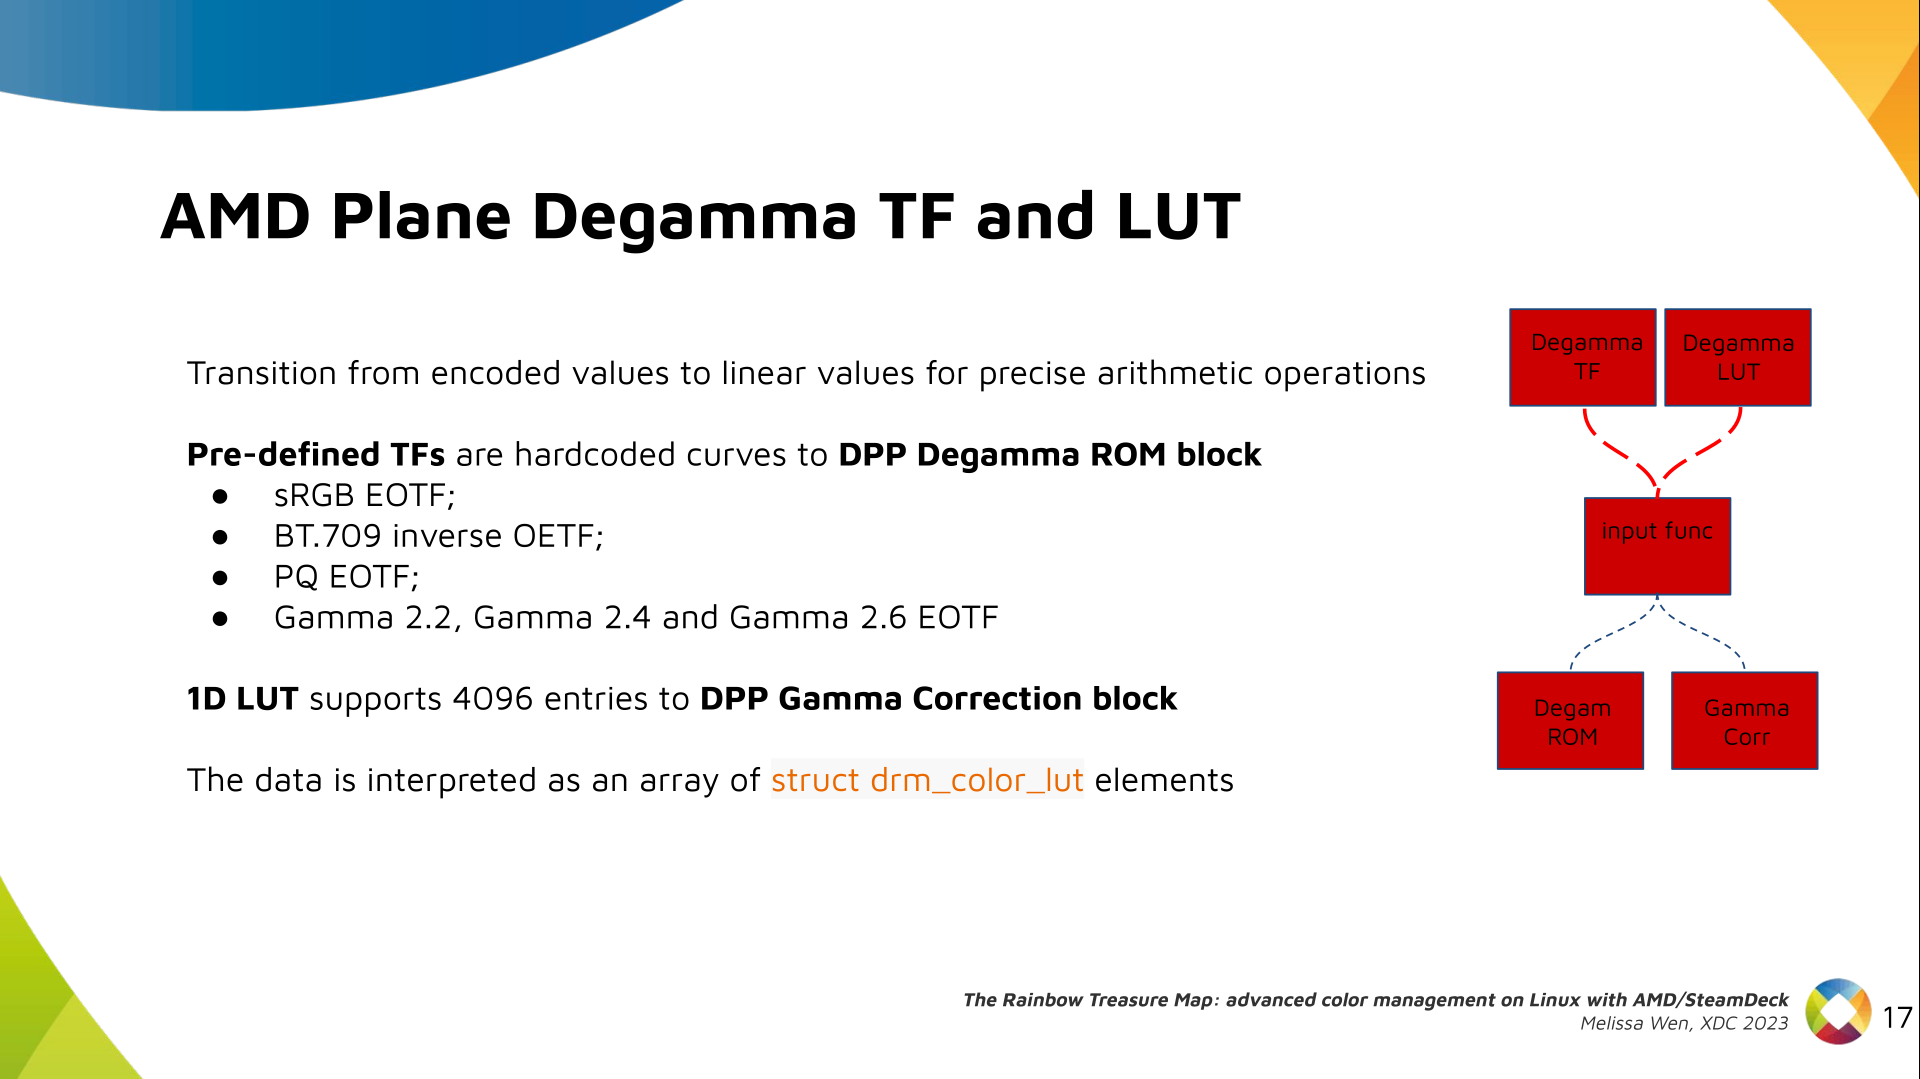 AMD Plane Degamma TF and LUT
Transition from encoded values to linear values for precise arithmetic operations
Pre-defined TFs are hardcoded curves to DPP Degamma ROM block
● sRGB EOTF;
● BT.709 inverse OETF;
● PQ EOTF;
● Gamma 2.2, Gamma 2.4 and Gamma 2.6 EOTF
1D LUT supports 4096 entries to DPP Gamma Correction block
The data is interpreted as an array of struct drm_color_lut elements
Degamma
TF
Degamma
LUT
input func
Degam
ROM
Gamma
Corr
The Rainbow Treasure Map: advanced color management on Linux with AMD/SteamDeck
Melissa Wen, XDC 2023
17